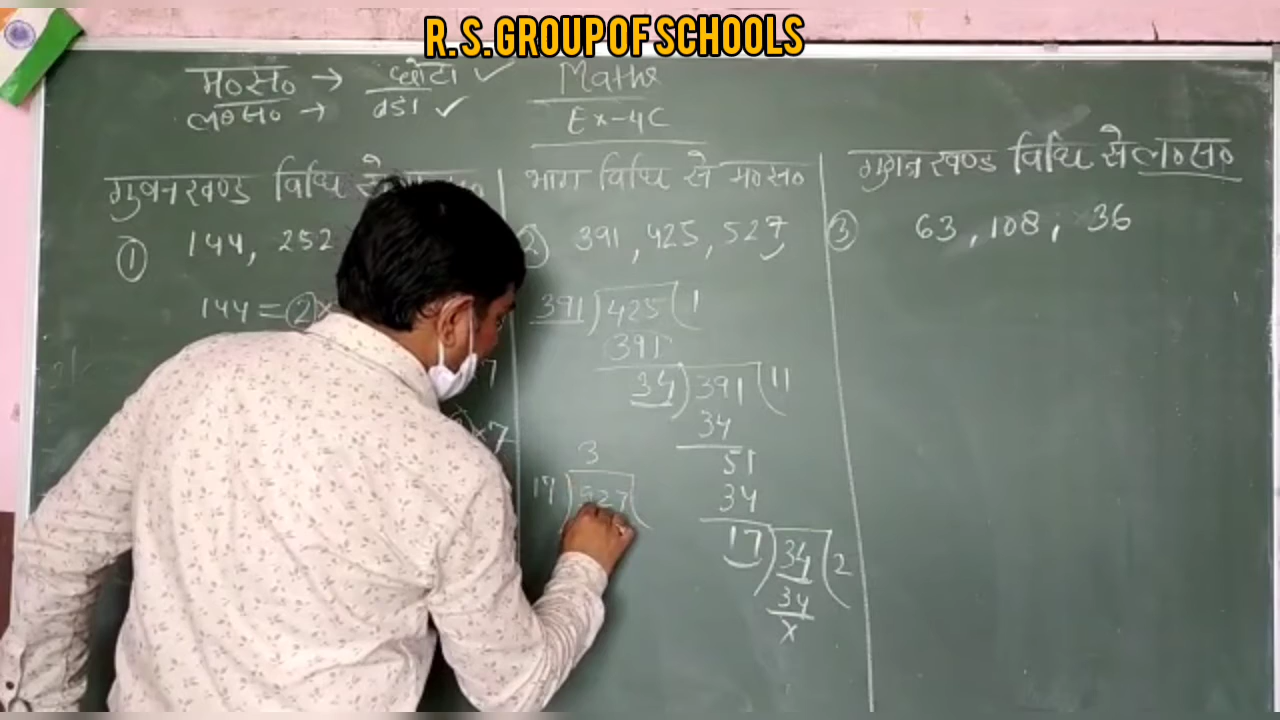 R. S. GROUP OF SCHOOLS
म०स० → छोटा ✓
ल०स० → बडा ✓
Maths
Ex-4C
गुणनखण्ड विधि से
① 144, 252
144 = 2×
7
×7
भाग विधि से म०स०
② 391, 425, 527
391)425(1
391
34)391(11
34
51
34
17)34(2
34
×
3
17)527(
गुणनखण्ड विधि से ल०स०
③ 63, 108, 36